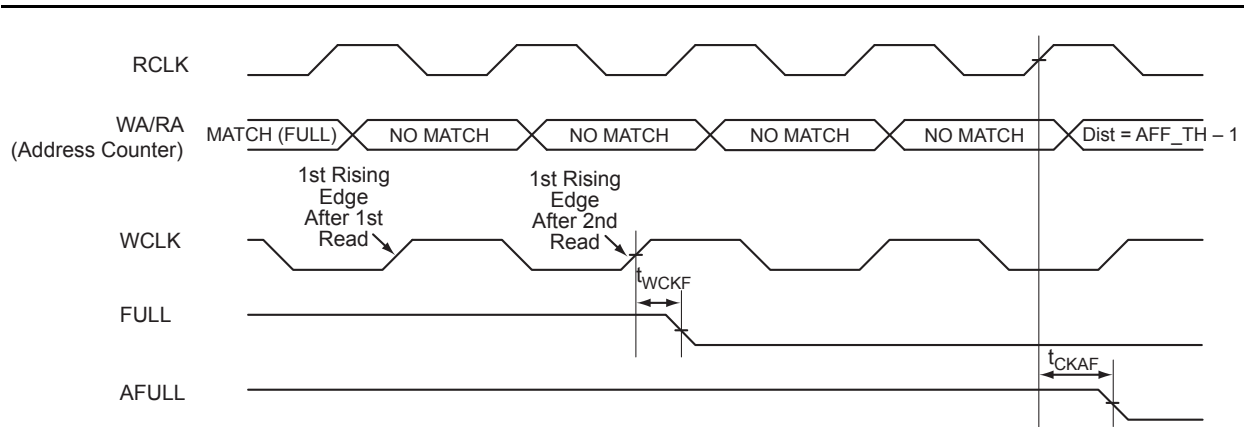 RCLK
WA/RA
(Address Counter)
MATCH (FULL)
NO MATCH
NO MATCH
NO MATCH
NO MATCH
Dist = AFF_TH – 1
1st Rising
Edge
After 1st
Read
1st Rising
Edge
After 2nd
Read
WCLK
tWCKF
FULL
tCKAF
AFULL